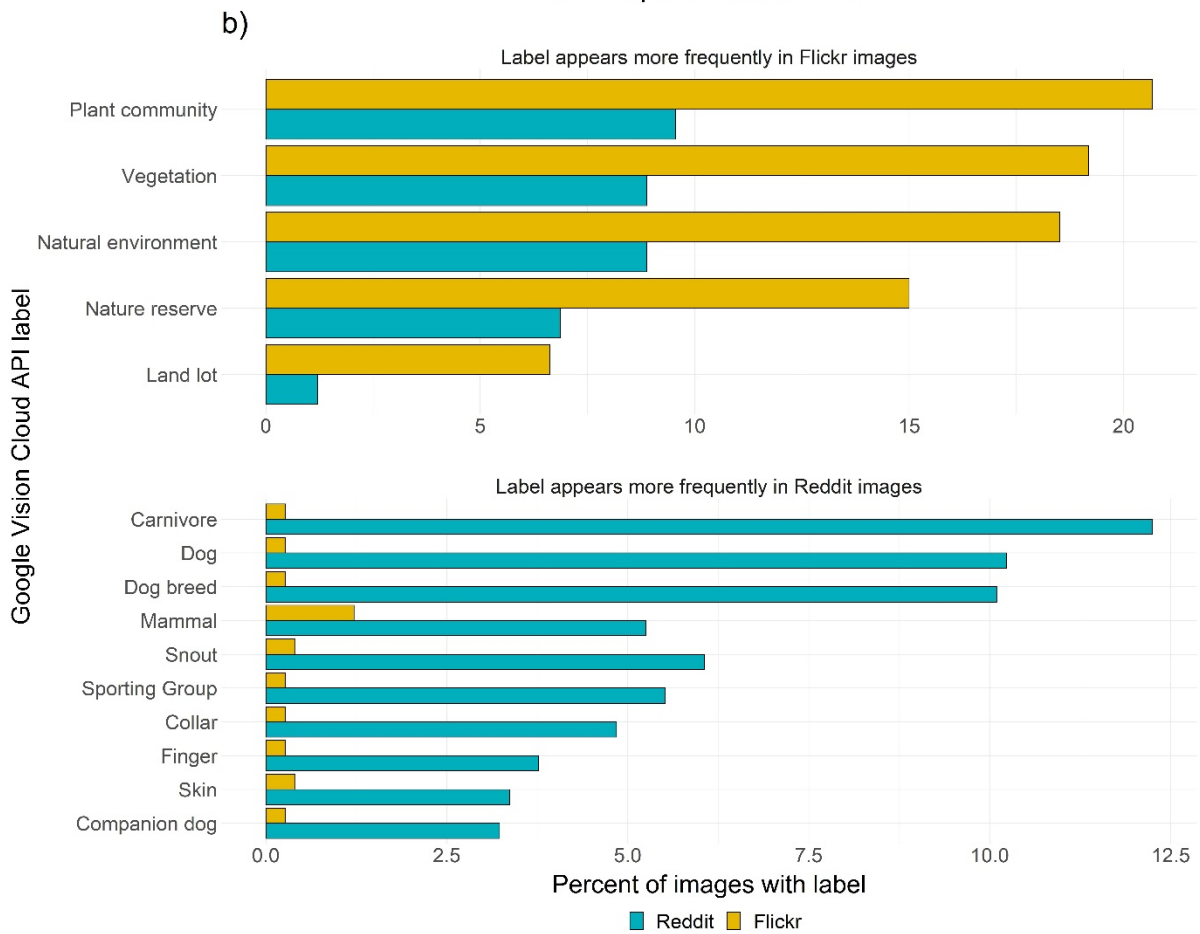 b)
Label appears more frequently in Flickr images
Google Vision Cloud API label
Plant community
Vegetation
Natural environment
Nature reserve
Land lot
0 5 10 15 20
Label appears more frequently in Reddit images
Carnivore
Dog
Dog breed
Mammal
Snout
Sporting Group
Collar
Finger
Skin
Companion dog
0.0 2.5 5.0 7.5 10.0 12.5
Percent of images with label
Reddit Flickr